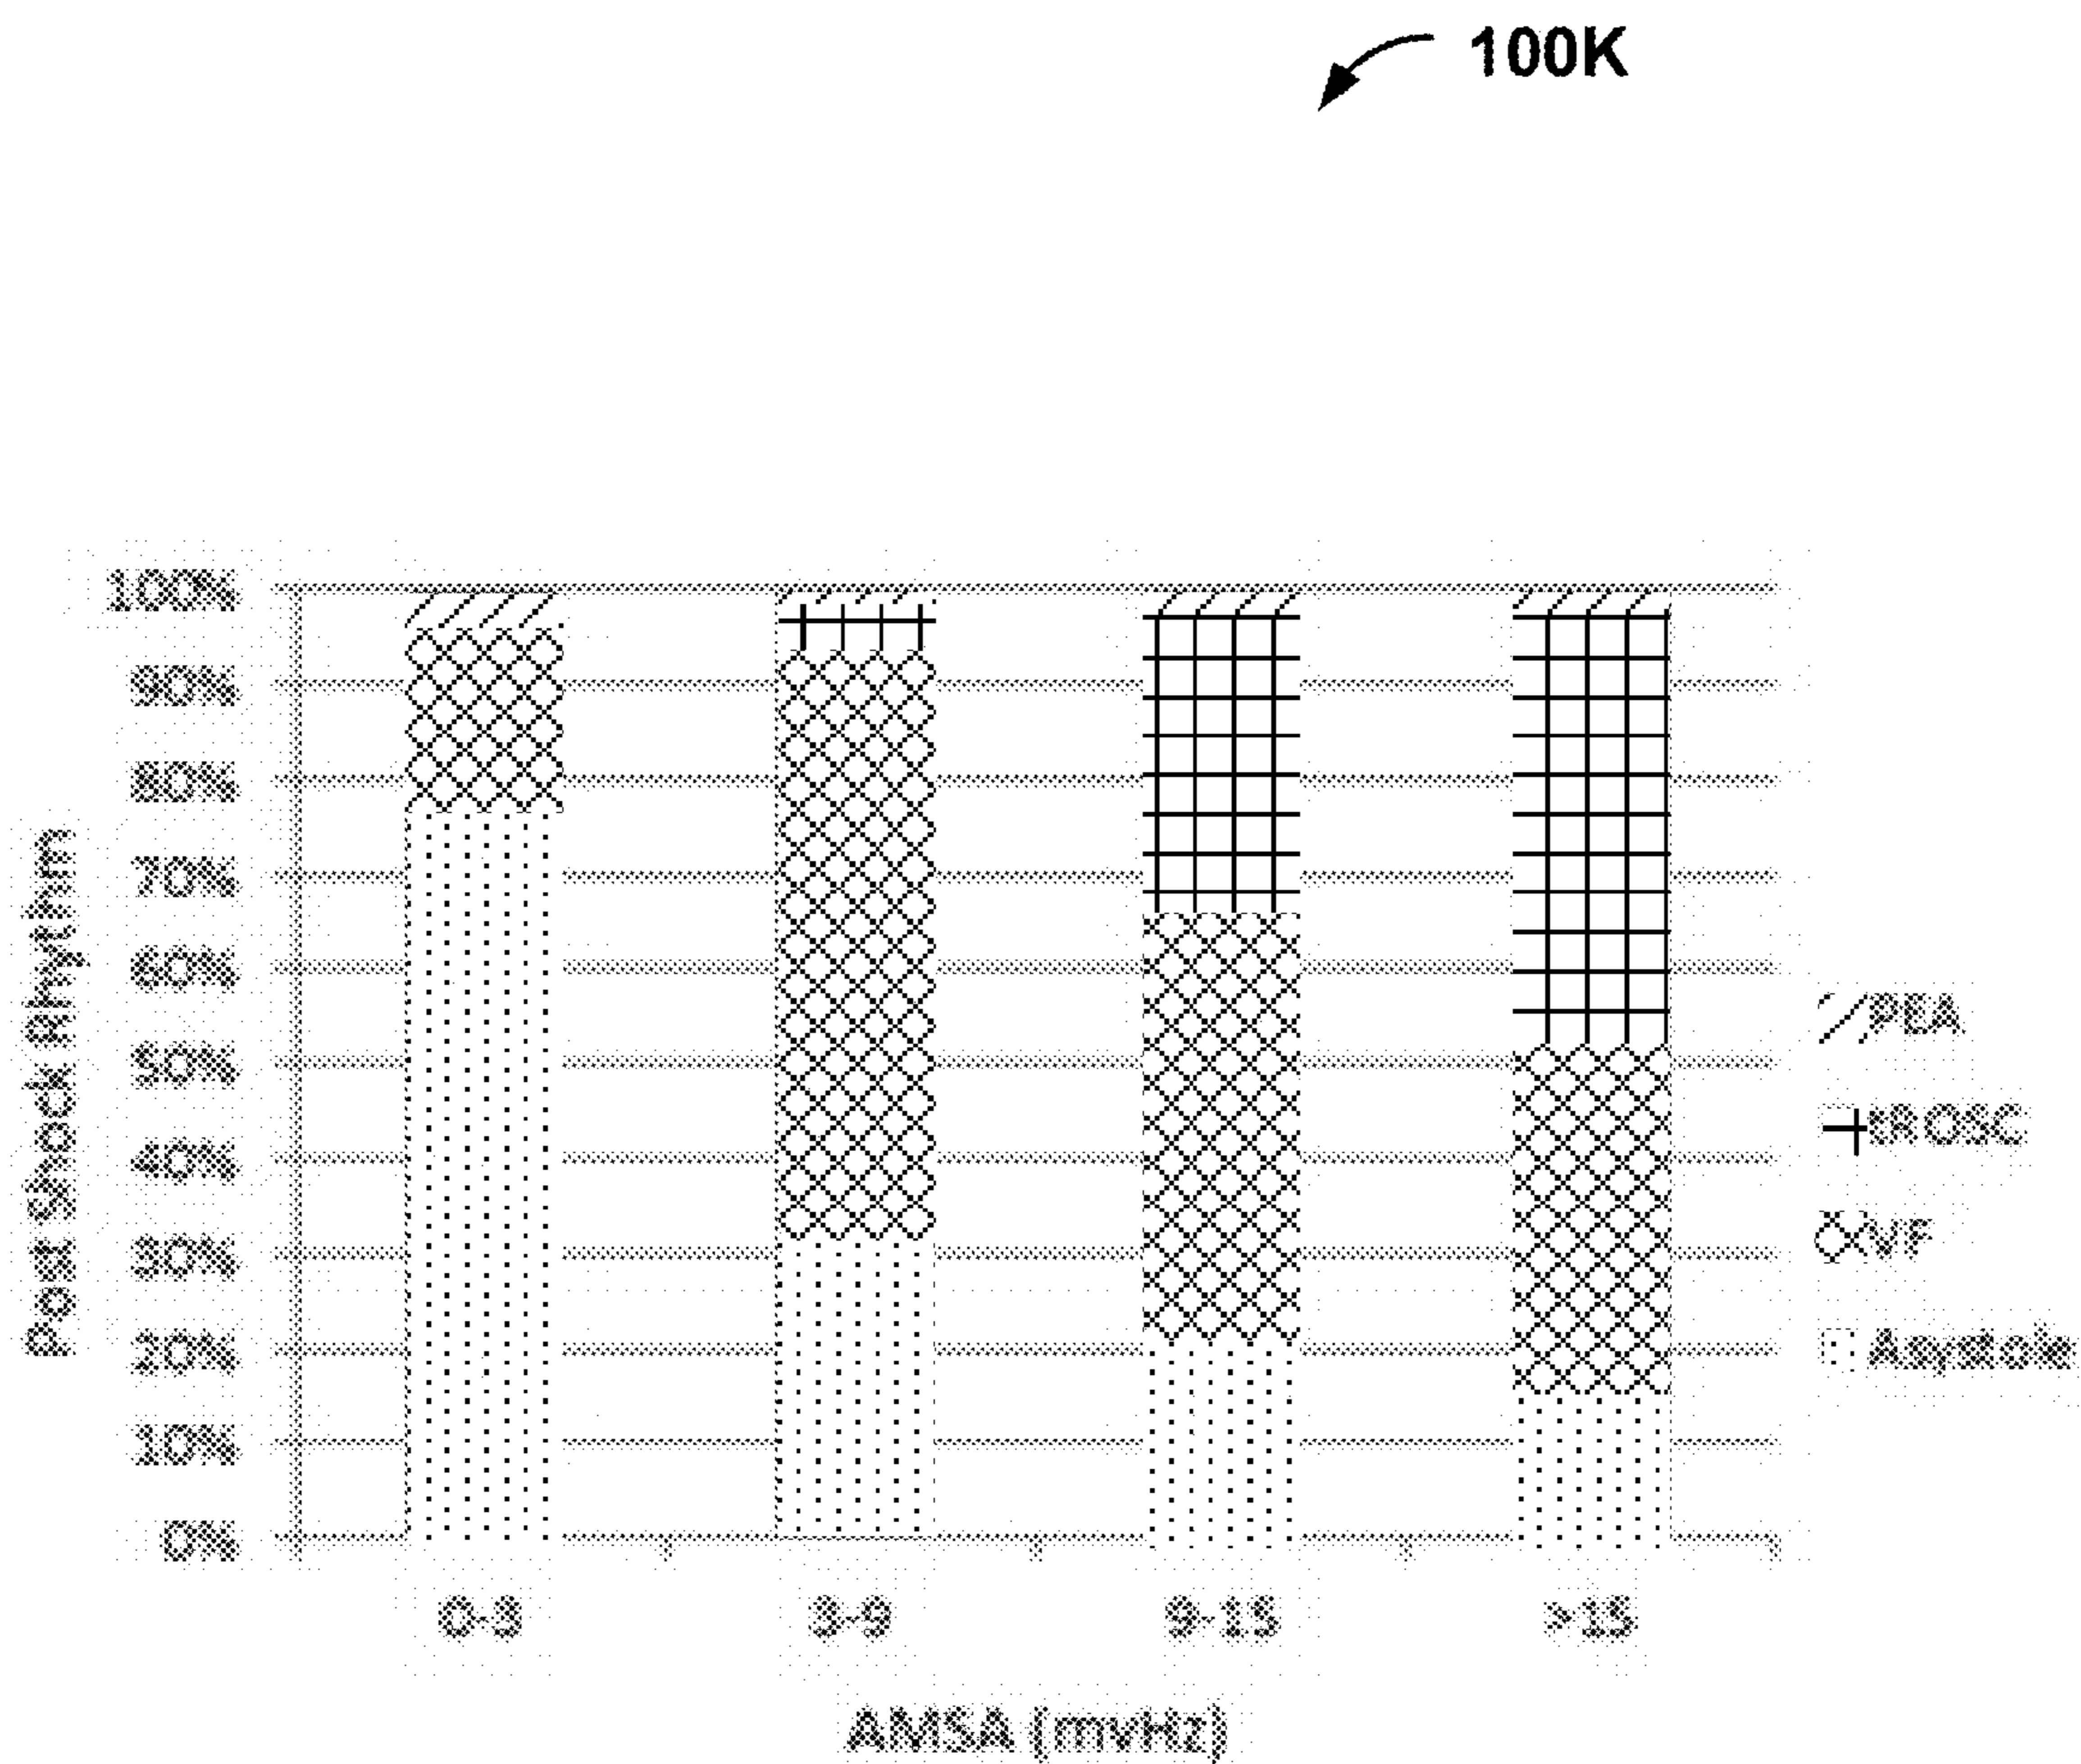 100K
100%
90%
80%
70%
60%
50%
40%
30%
20%
10%
0%
Post Shock Rhythm
0-3
3-9
9-15
>15
AMSA (mvHz)
PEA
tROSC
VF
Asystole